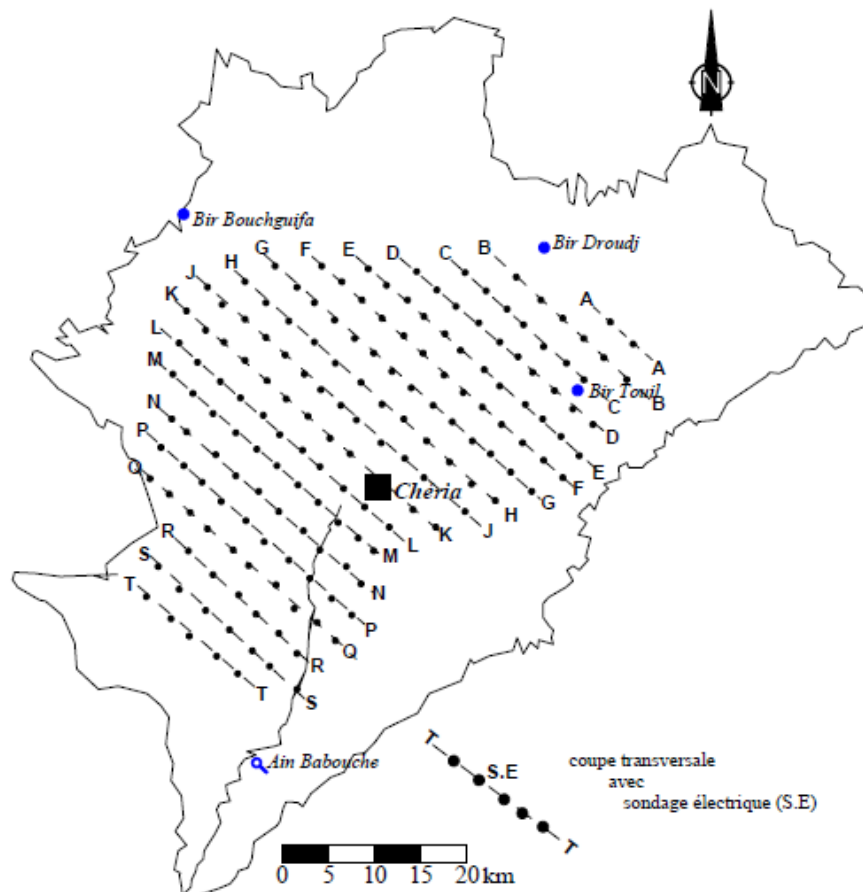 N
Bir Bouchguifa
Bir Droudj
B
C
D
E
F
G
H
J
A
K
L
A
M
Bir Touil
B
C
N
D
P
E
Q
F
Cheria
G
H
R
J
K
S
L
M
T
N
P
Q
R
T
S
T
S.E
Ain Babouche
coupe transversale
avec
sondage électrique (S.E)
T
0 5 10 15 20 km